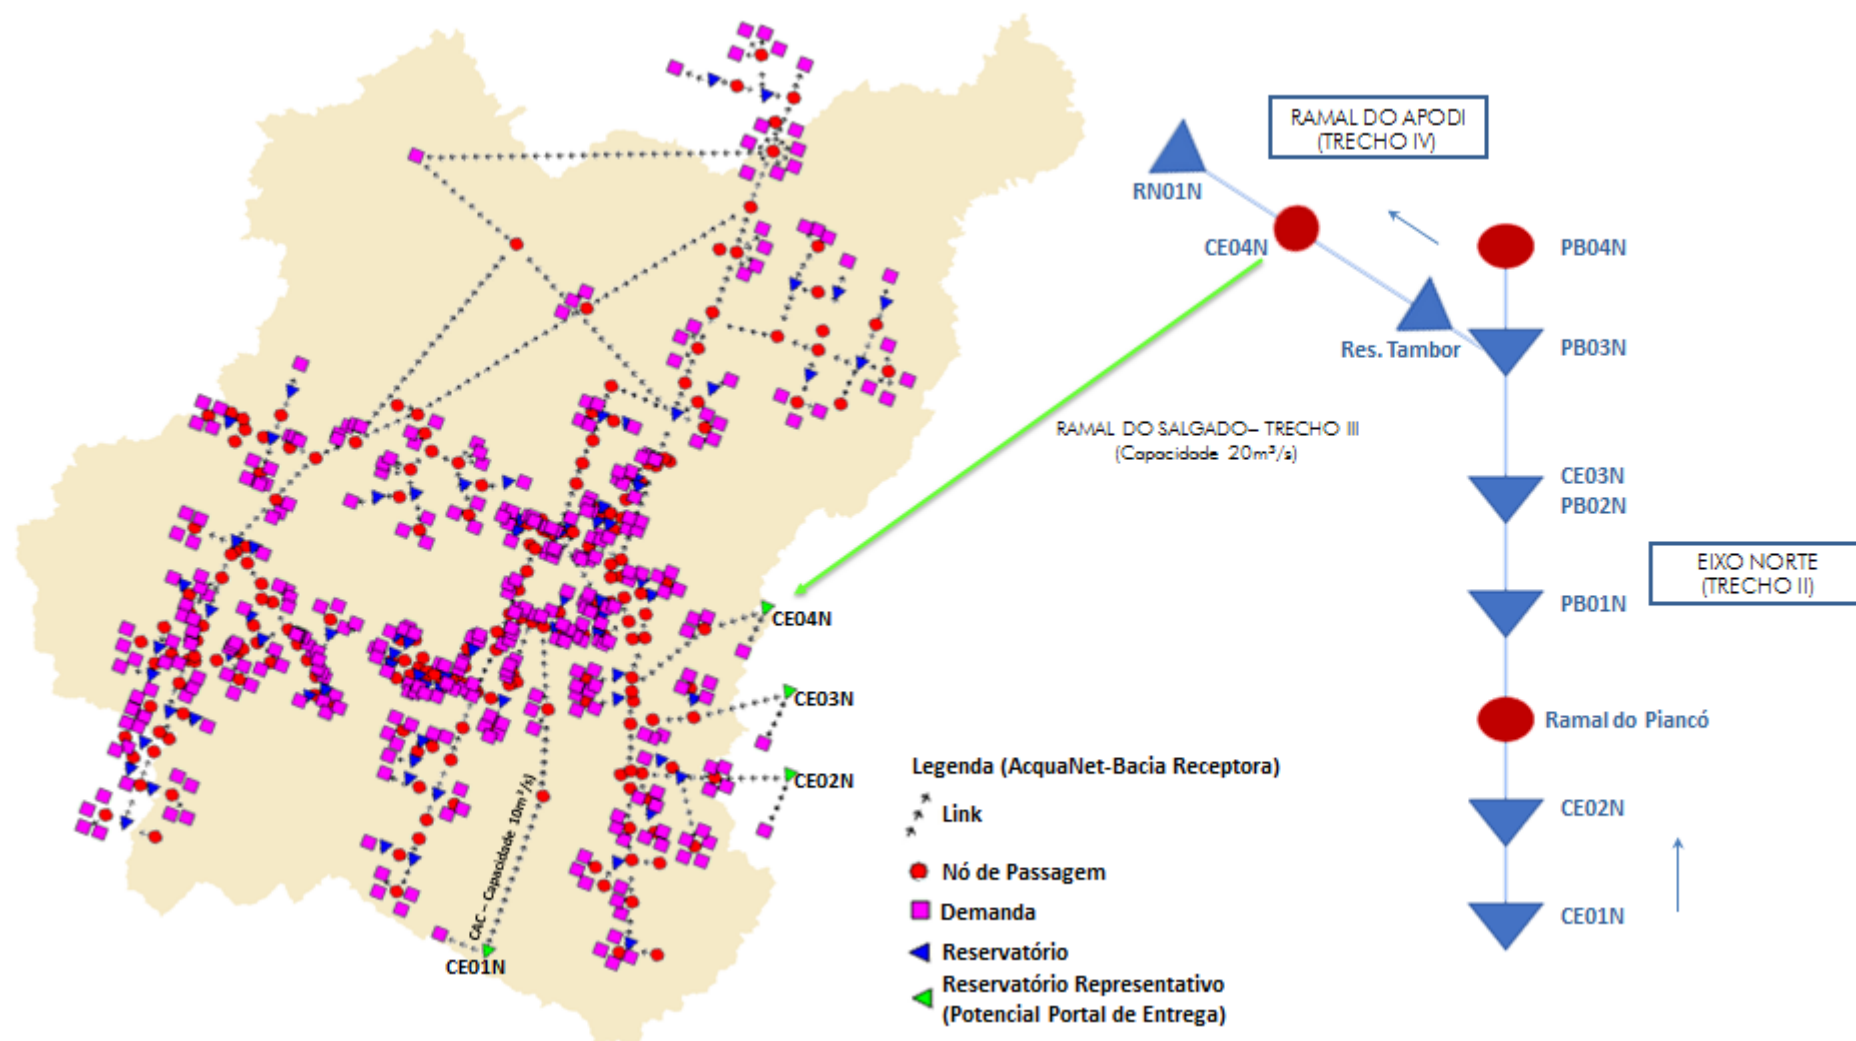 RAMAL DO APODI
(TRECHO IV)
RN01N
CE04N
PB04N
Res. Tambor
PB03N
RAMAL DO SALGADO– TRECHO III
(Capacidade 20m³/s)
CE03N
PB02N
EIXO NORTE
(TRECHO II)
PB01N
CE04N
CE03N
Ramal do Piancó
CE02N
CE02N
CE01N
CAC – Capacidade 10m³/s)
CE01N
Legenda (AcquaNet-Bacia Receptora)
Link
Nó de Passagem
Demanda
Reservatório
Reservatório Representativo
(Potencial Portal de Entrega)